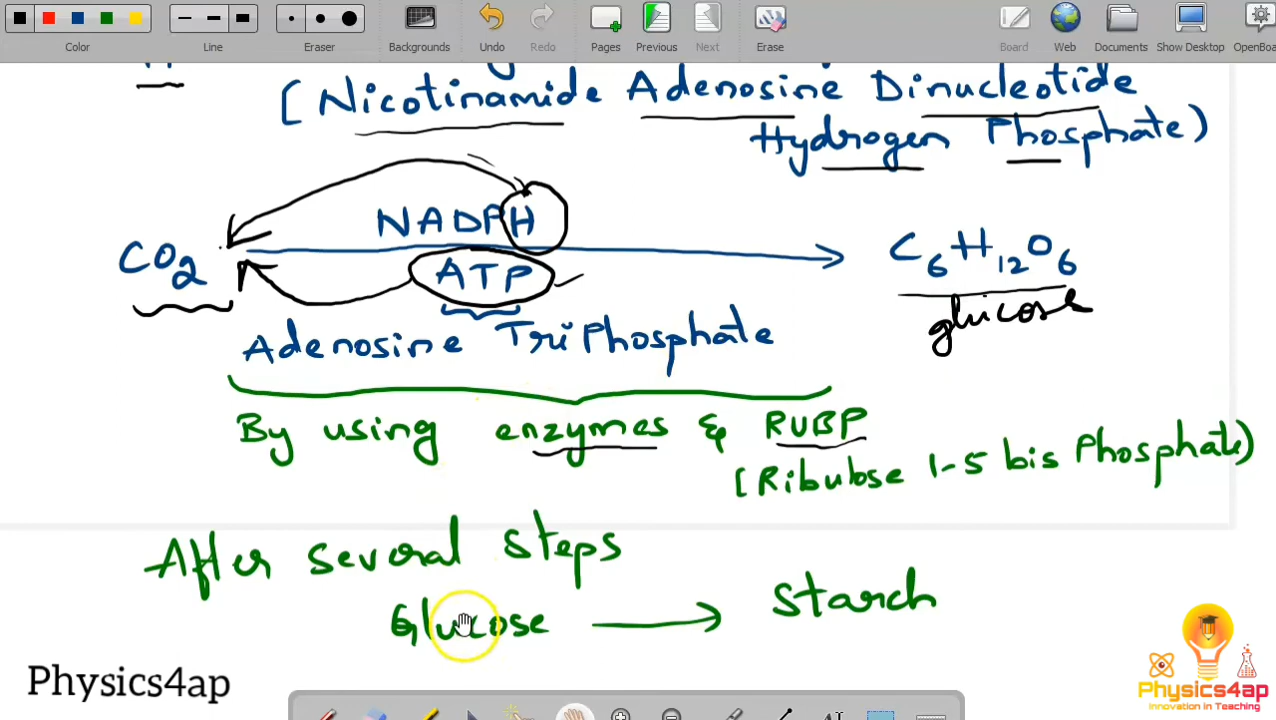 Color Line Eraser Backgrounds Undo Redo Pages Previous Next Erase Board Web Documents Show Desktop OpenBoa
[Nicotinamide Adenosine Dinucleotide
Hydrogen Phosphate)
NADPH
CO2 C6H12O6
ATP
glucose
Adenosine TriPhosphate
By using enzymes & RUBP
[Ribulose 1-5 bis Phosphate)
After several steps
Glucose → Starch
Physics4ap
Physics4ap
Innovation in Teaching